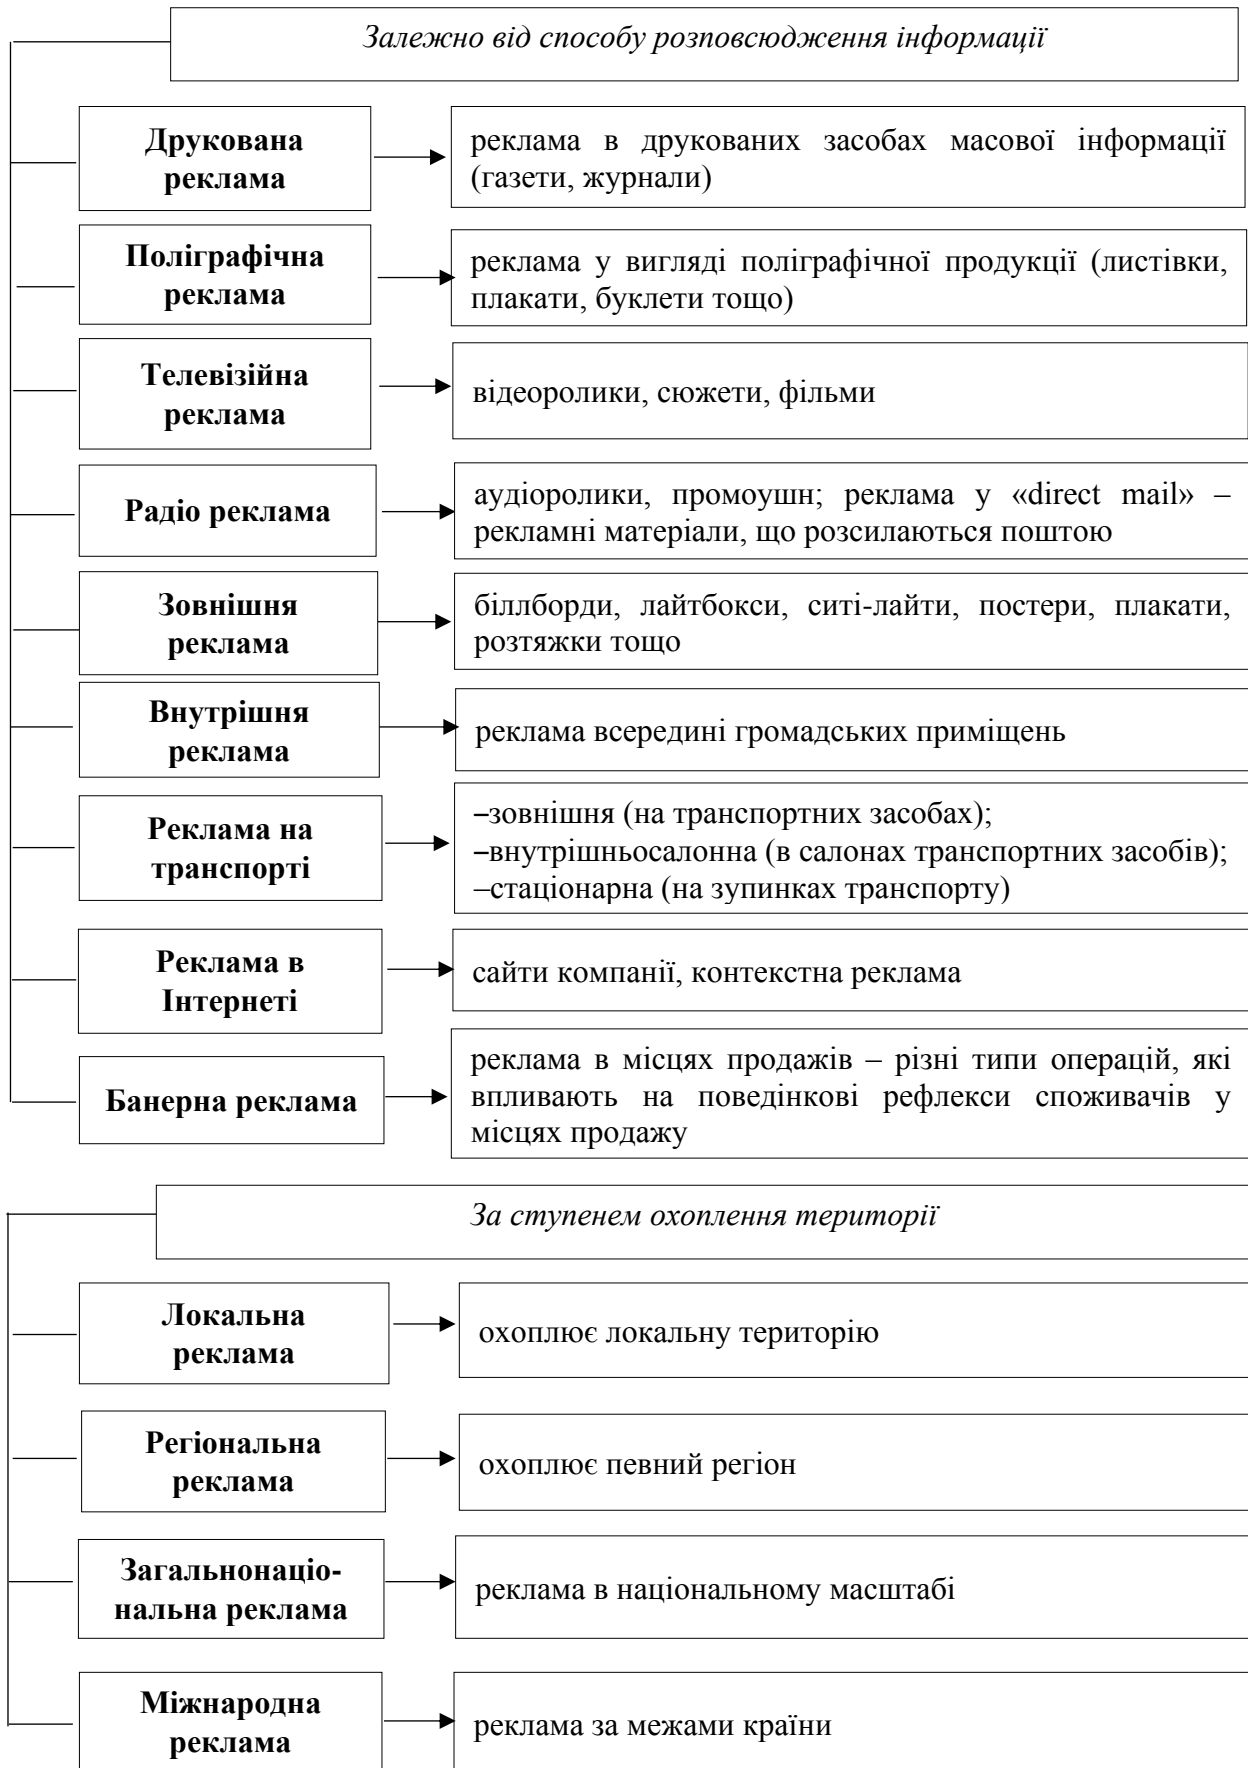 Залежно від способу розповсюдження інформації
Друкована
реклама
реклама в друкованих засобах масової інформації
(газети, журнали)
Поліграфічна
реклама
реклама у вигляді поліграфічної продукції (листівки,
плакати, буклети тощо)
Телевізійна
реклама
відеоролики, сюжети, фільми
Радіо реклама
аудіоролики, промоушн; реклама у «direct mail» –
рекламні матеріали, що розсилаються поштою
Зовнішня
реклама
біллборди, лайтбокси, ситі-лайти, постери, плакати,
розтяжки тощо
Внутрішня
реклама
реклама всередині громадських приміщень
Реклама на
транспорті
–зовнішня (на транспортних засобах);
–внутрішньосалонна (в салонах транспортних засобів);
–стаціонарна (на зупинках транспорту)
Реклама в
Інтернеті
сайти компанії, контекстна реклама
Банерна реклама
реклама в місцях продажів – різні типи операцій, які
впливають на поведінкові рефлекси споживачів у
місцях продажу
За ступенем охоплення території
Локальна
реклама
охоплює локальну територію
Регіональна
реклама
охоплює певний регіон
Загальнонаціо-
нальна реклама
реклама в національному масштабі
Міжнародна
реклама
реклама за межами країни